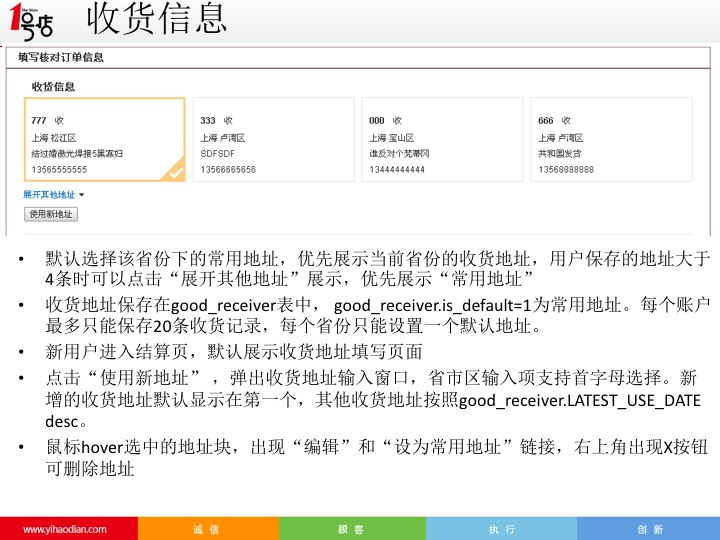 The Store
1号店
收货信息
填写核对订单信息
收货信息
777 收
上海 松江区
结过婚激光焊接5黑寡妇
13565555555
333 收
上海 卢湾区
SDFSDF
13566665656
000 收
上海 宝山区
谁反对个梵蒂冈
13444444444
666 收
上海 卢湾区
共和国发货
13568888888
展开其他地址
使用新地址
• 默认选择该省份下的常用地址，优先展示当前省份的收货地址，用户保存的地址大于
4条时可以点击“展开其他地址”展示，优先展示“常用地址”
• 收货地址保存在good_receiver表中， good_receiver.is_default=1为常用地址。每个账户
最多只能保存20条收货记录，每个省份只能设置一个默认地址。
• 新用户进入结算页，默认展示收货地址填写页面
• 点击“使用新地址” ，弹出收货地址输入窗口，省市区输入项支持首字母选择。新
增的收货地址默认显示在第一个，其他收货地址按照good_receiver.LATEST_USE_DATE
desc。
• 鼠标hover选中的地址块，出现“编辑”和“设为常用地址”链接，右上角出现X按钮
可删除地址
www.yihaodian.com
诚 信
顾 客
执 行
创 新